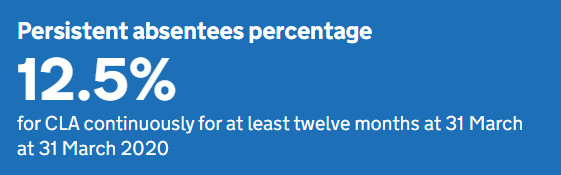 Persistent absentees percentage
12.5%
for CLA continuously for at least twelve months at 31 March
at 31 March 2020